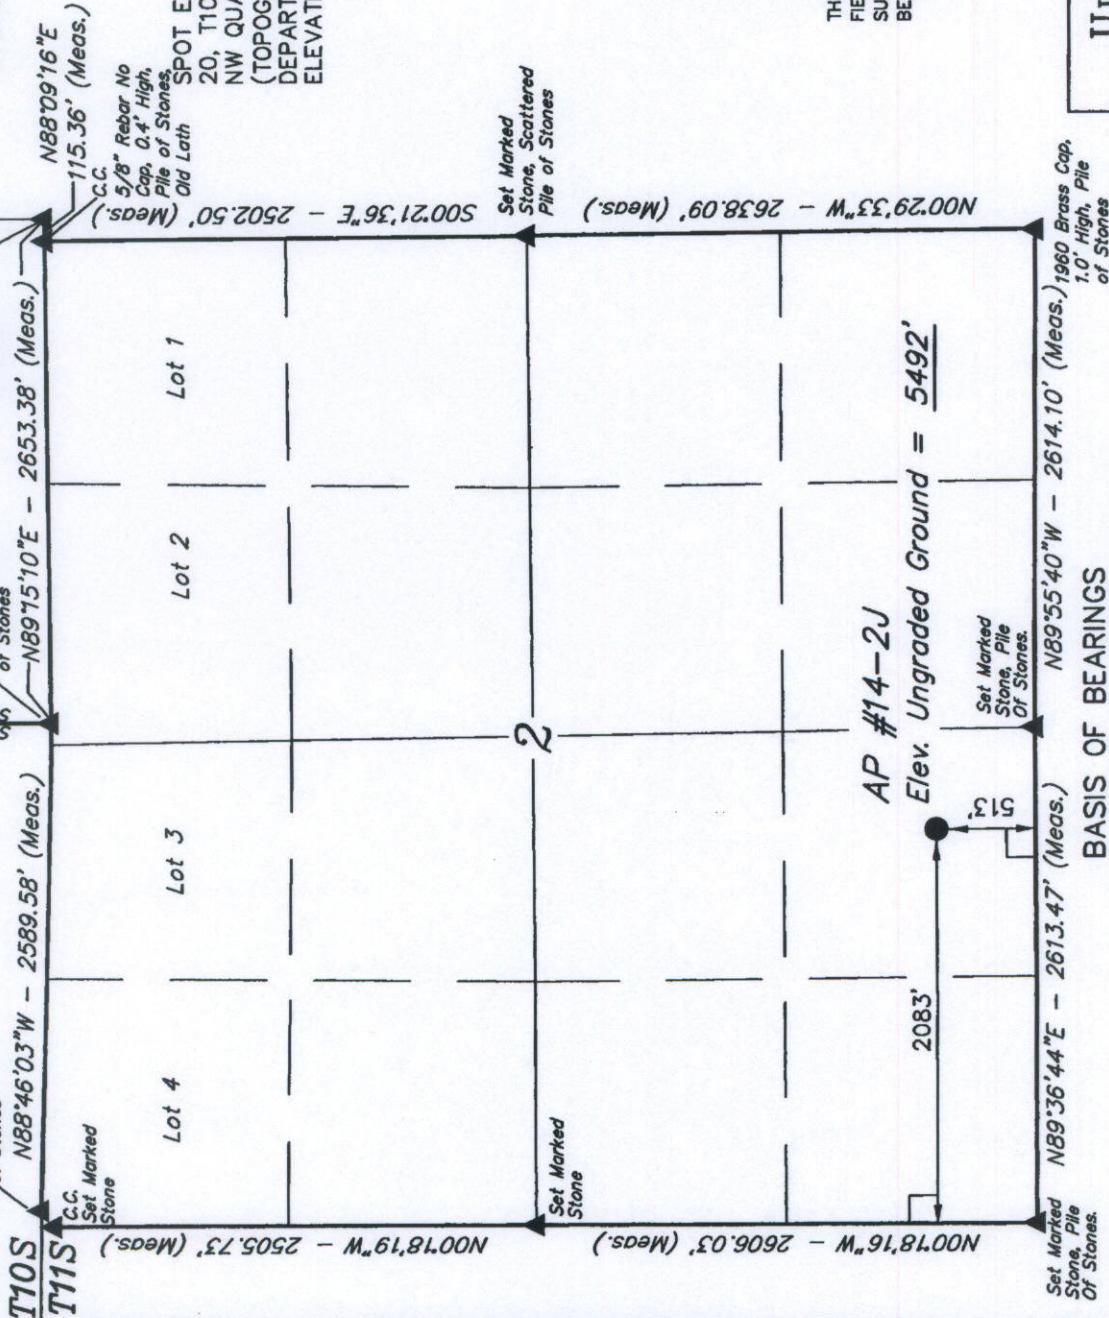 T10S
T11S
N88°46'03"W - 2589.58' (Meas.)
of Stones
N89°15'10"E - 2653.38' (Meas.)
N88°09'16"E
115.36' (Meas.)
C.C.
5/8" Rebar No
Cap, 0.4' High,
Pile of Stones,
Old Lath
SPOT E
20, T10
NW QUA
(TOPOG
DEPART
ELEVATI
C.C.
Set Marked
Stone
Lot 4
Lot 3
Lot 2
Lot 1
N00°18'19"W - 2505.73' (Meas.)
S00°21'36"E - 2502.50' (Meas.)
Set Marked
Stone
2
Set Marked
Stone, Scattered
Pile of Stones
N00°18'16"W - 2606.03' (Meas.)
N00°29'33"W - 2638.09' (Meas.)
TH
FIE
SU
BE
AP #14-2J
Elev. Ungraded Ground = 5492'
2083'
513'
Set Marked
Stone, Pile
Of Stones.
Set Marked
Stone, Pile
Of Stones.
N89°36'44"E - 2613.47' (Meas.)
N89°55'40"W - 2614.10' (Meas.)
1960 Brass Cap,
1.0' High, Pile
of Stones
BASIS OF BEARINGS